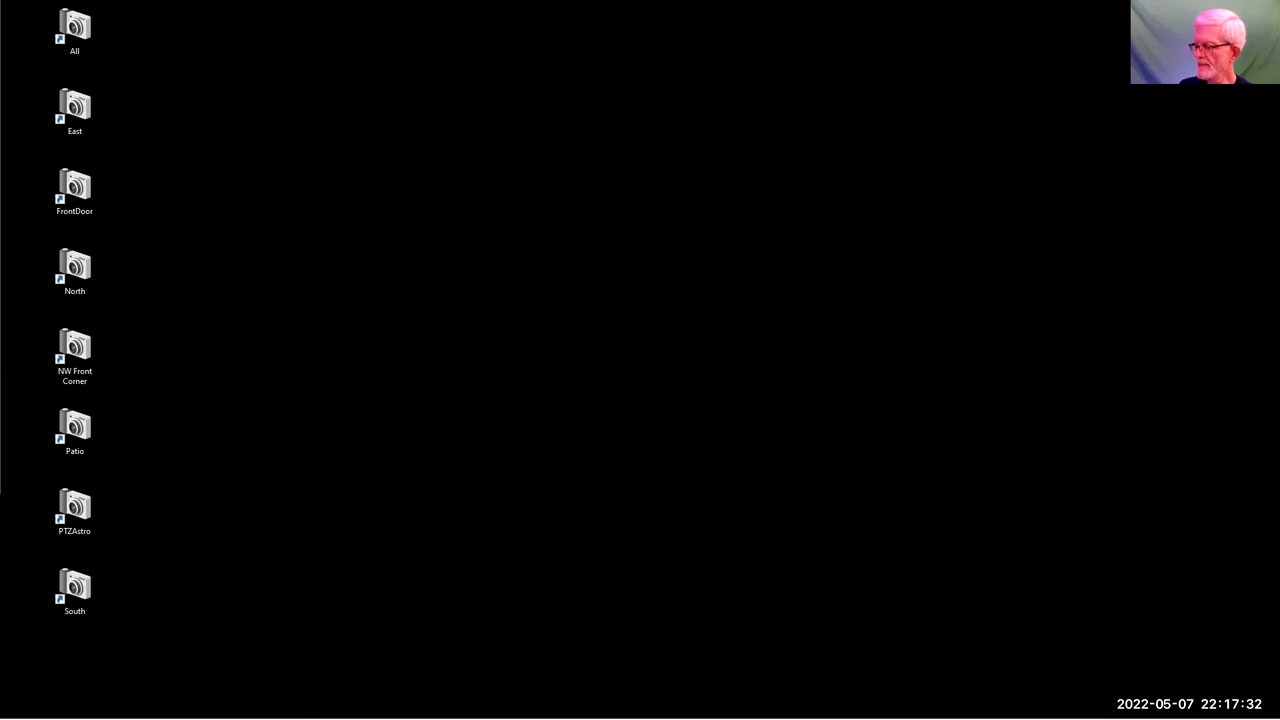 All
East
FrontDoor
North
NW Front
Corner
Patio
PTZAstro
South
2022-05-07 22:17:32